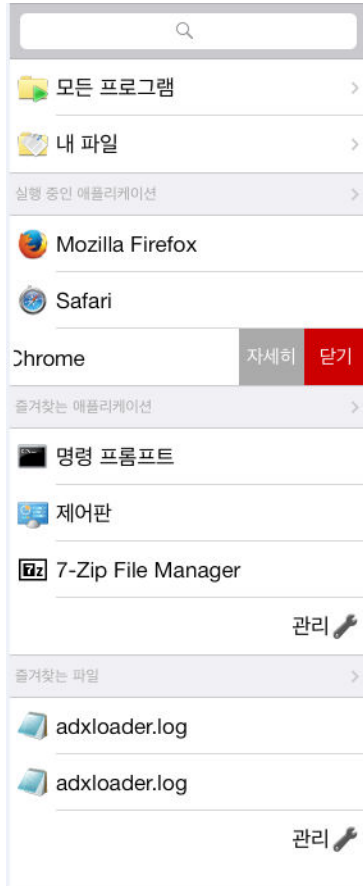 모든 프로그램
내 파일
실행 중인 애플리케이션
Mozilla Firefox
Safari
Chrome 자세히 닫기
즐겨찾는 애플리케이션
명령 프롬프트
제어판
7z 7-Zip File Manager
관리
즐겨찾는 파일
adxloader.log
adxloader.log
관리